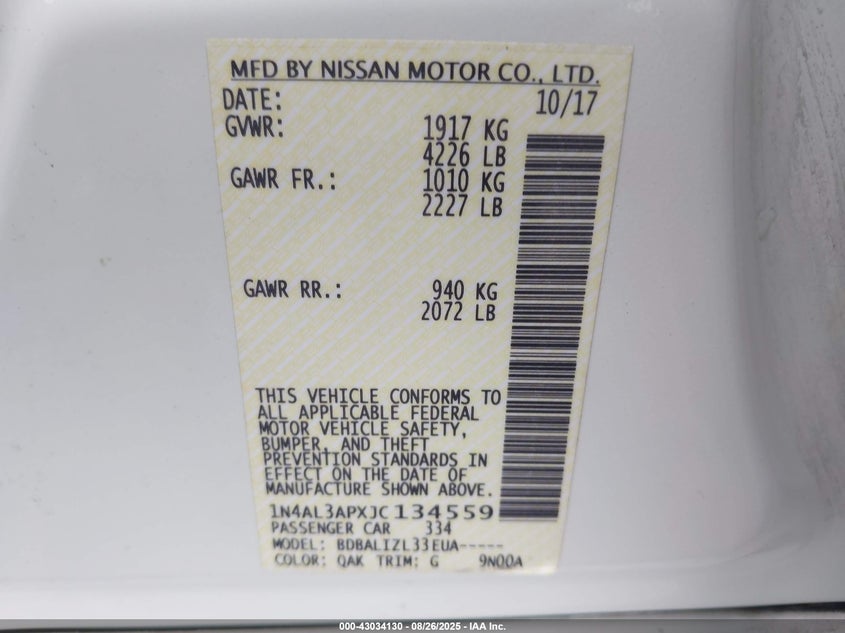 MFD BY NISSAN MOTOR CO., LTD.
DATE: 10/17
GVWR: 1917 KG
4226 LB
GAWR FR.: 1010 KG
2227 LB
GAWR RR.: 940 KG
2072 LB
THIS VEHICLE CONFORMS TO
ALL APPLICABLE FEDERAL
MOTOR VEHICLE SAFETY,
BUMPER, AND THEFT
PREVENTION STANDARDS IN
EFFECT ON THE DATE OF
MANUFACTURE SHOWN ABOVE.
1N4AL3APXJC134559
PASSENGER CAR 334
MODEL: BDBALIZL33EUA-----
COLOR: QAK TRIM: G 9N00A
000-43034130 - 08/26/2025 - IAA Inc.